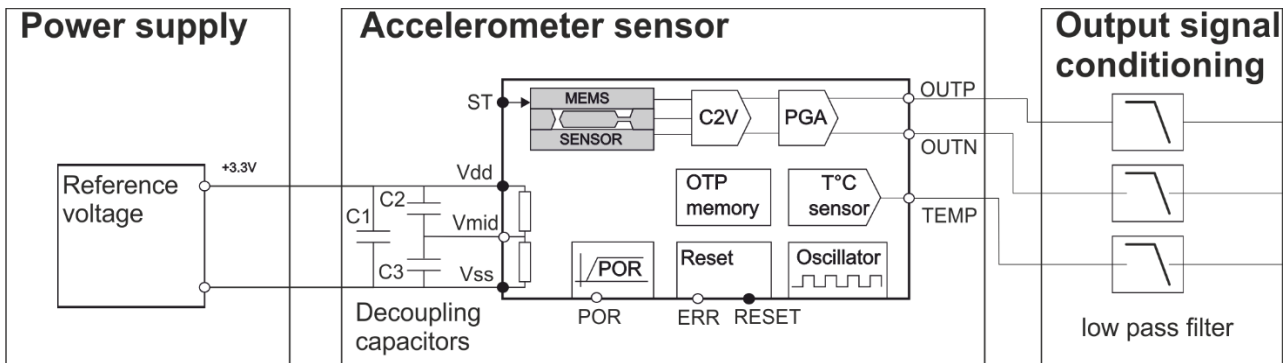 Power supply
+3.3V
Reference
voltage
Accelerometer sensor
ST
MEMS
SENSOR
C2V
PGA
OUTP
OUTN
Vdd
C2
C1
Vmid
C3
Vss
OTP
memory
T°C
sensor
TEMP
POR
Reset
Oscillator
POR
ERR
RESET
Decoupling
capacitors
Output signal
conditioning
low pass filter